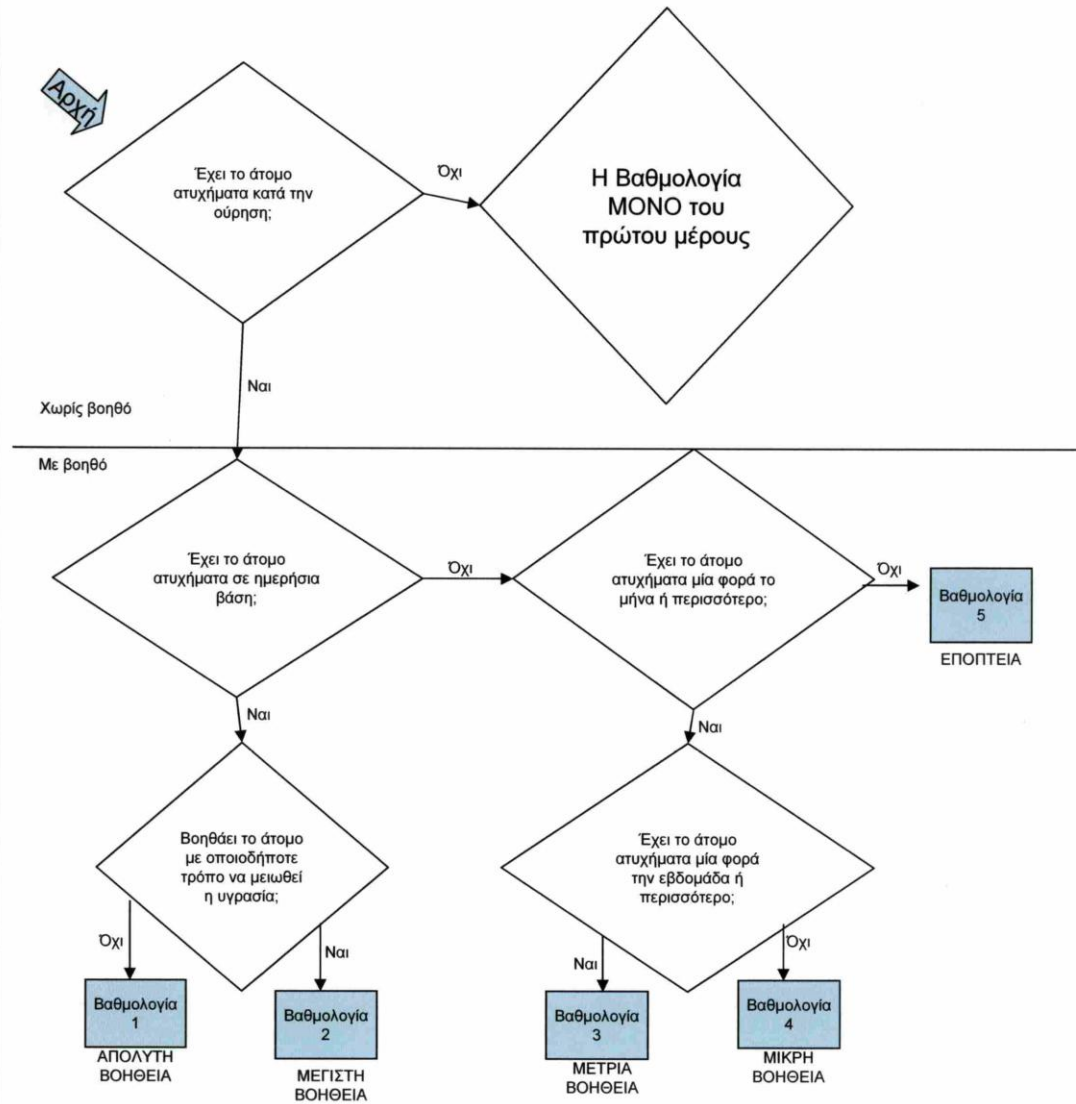 Αρχή
Έχει το άτομο
ατυχήματα κατά την
ούρηση;
Όχι
Η Βαθμολογία
ΜΟΝΟ του
πρώτου μέρους
Ναι
Χωρίς βοηθό
Με βοηθό
Έχει το άτομο
ατυχήματα σε ημερήσια
βάση;
Όχι
Έχει το άτομο
ατυχήματα μία φορά το
μήνα ή περισσότερο;
Όχι
Βαθμολογία
5
ΕΠΟΠΤΕΙΑ
Ναι
Ναι
Βοηθάει το άτομο
με οποιοδήποτε
τρόπο να μειωθεί
η υγρασία;
Έχει το άτομο
ατυχήματα μία φορά
την εβδομάδα ή
περισσότερο;
Όχι
Ναι
Ναι
Όχι
Βαθμολογία
1
ΑΠΟΛΥΤΗ
ΒΟΗΘΕΙΑ
Βαθμολογία
2
ΜΕΓΙΣΤΗ
ΒΟΗΘΕΙΑ
Βαθμολογία
3
ΜΕΤΡΙΑ
ΒΟΗΘΕΙΑ
Βαθμολογία
4
ΜΙΚΡΗ
ΒΟΗΘΕΙΑ